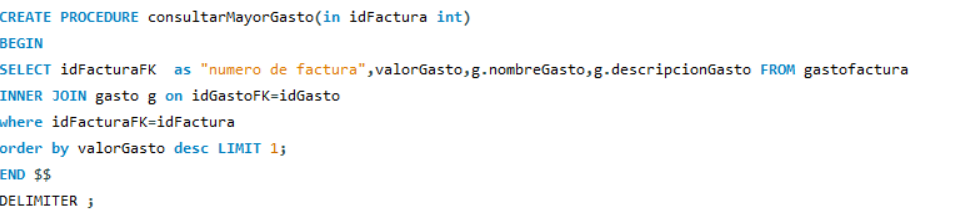 CREATE PROCEDURE consultarMayorGasto(in idFactura int)
BEGIN
SELECT idFacturaFK  as "numero de factura",valorGasto,g.nombreGasto,g.descripcionGasto FROM gastofactura
INNER JOIN gasto g on idGastoFK=idGasto
where idFacturaFK=idFactura
order by valorGasto desc LIMIT 1;
END $$
DELIMITER ;